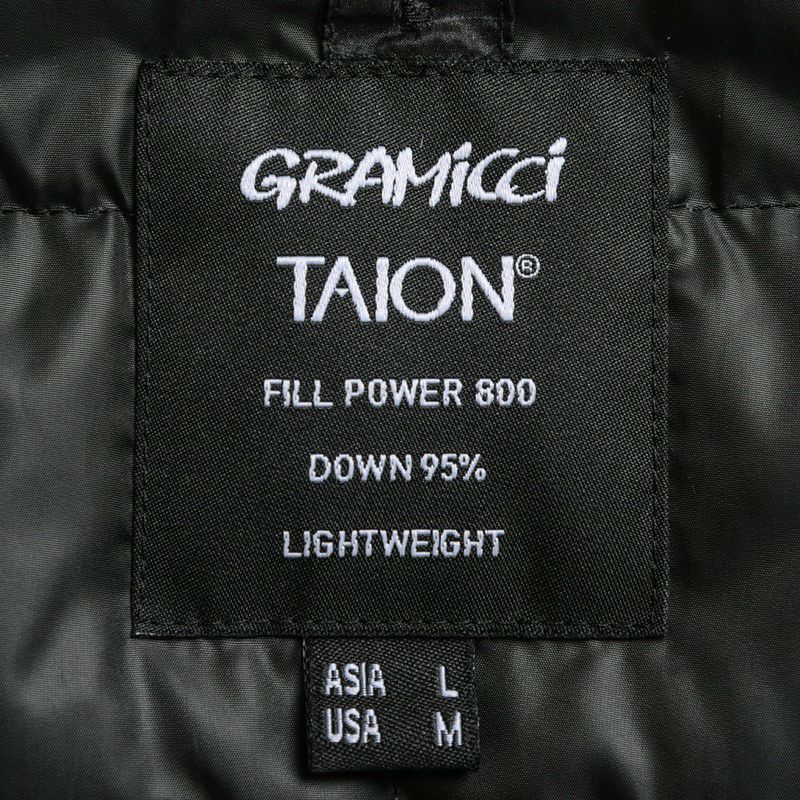 GRAMiCCi
TAION®
FILL POWER 800
DOWN 95%
LIGHTWEIGHT
ASIA L
USA M